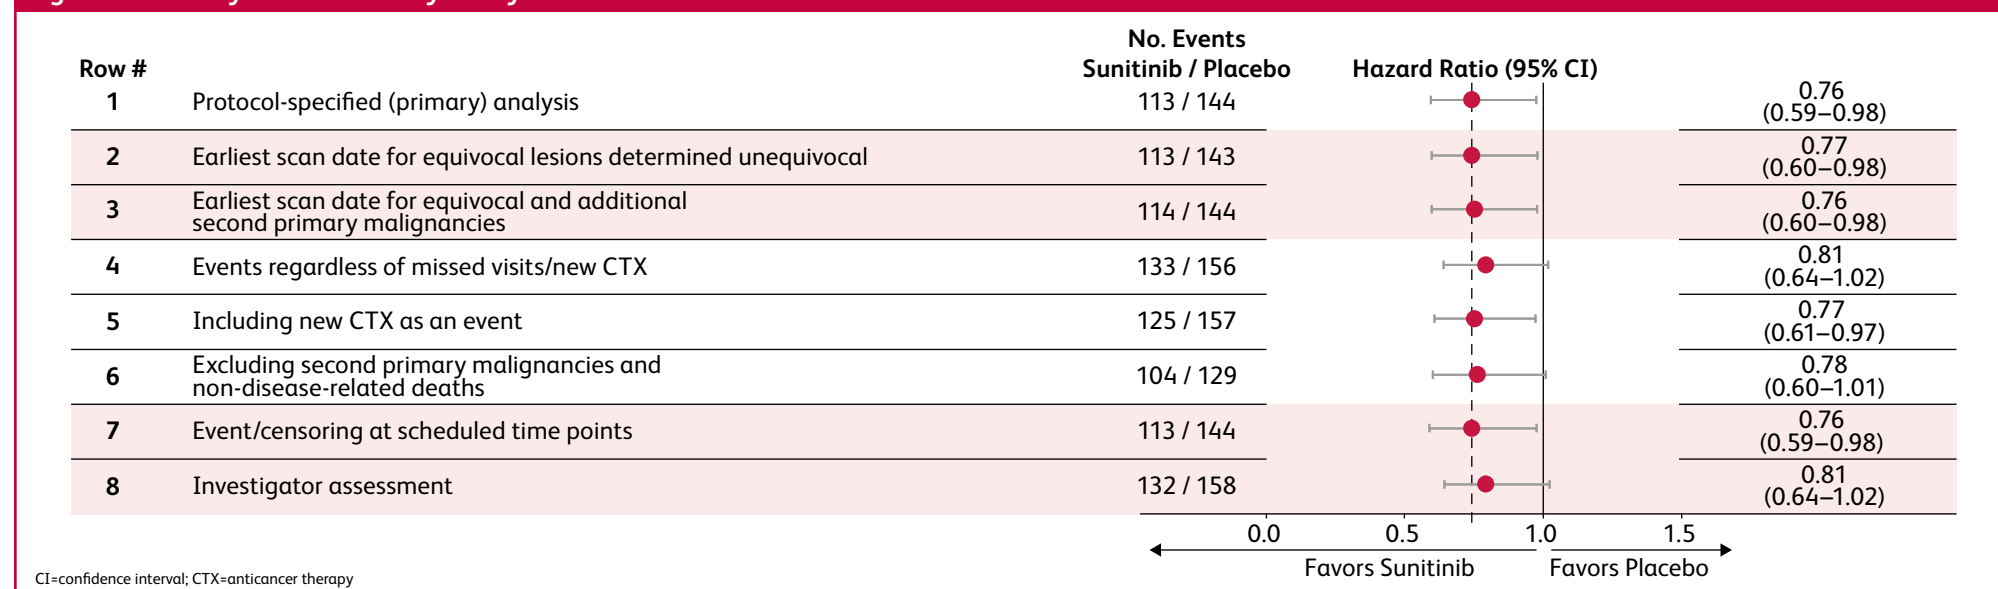 No. Events
Row # Sunitinib / Placebo Hazard Ratio (95% CI)
1 Protocol-specified (primary) analysis 113 / 144 0.76
(0.59–0.98)
2 Earliest scan date for equivocal lesions determined unequivocal 113 / 143 0.77
(0.60–0.98)
3 Earliest scan date for equivocal and additional
second primary malignancies 114 / 144 0.76
(0.60–0.98)
4 Events regardless of missed visits/new CTX 133 / 156 0.81
(0.64–1.02)
5 Including new CTX as an event 125 / 157 0.77
(0.61–0.97)
6 Excluding second primary malignancies and
non-disease-related deaths 104 / 129 0.78
(0.60–1.01)
7 Event/censoring at scheduled time points 113 / 144 0.76
(0.59–0.98)
8 Investigator assessment 132 / 158 0.81
(0.64–1.02)
0.0 0.5 1.0 1.5
Favors Sunitinib Favors Placebo
CI=confidence interval; CTX=anticancer therapy